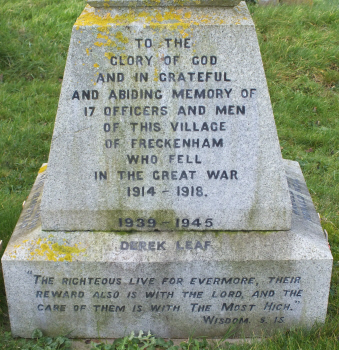 TO THE
GLORY OF GOD
AND IN GRATEFUL
AND ABIDING MEMORY OF
17 OFFICERS AND MEN
OF THIS VILLAGE
OF FRECKENHAM
WHO FELL
IN THE GREAT WAR
1914 - 1918.
1939 - 1945
DEREK LEAF
"THE RIGHTEOUS LIVE FOR EVERMORE, THEIR
REWARD ALSO IS WITH THE LORD, AND THE
CARE OF THEM IS WITH THE MOST HIGH."
WISDOM 5. 15